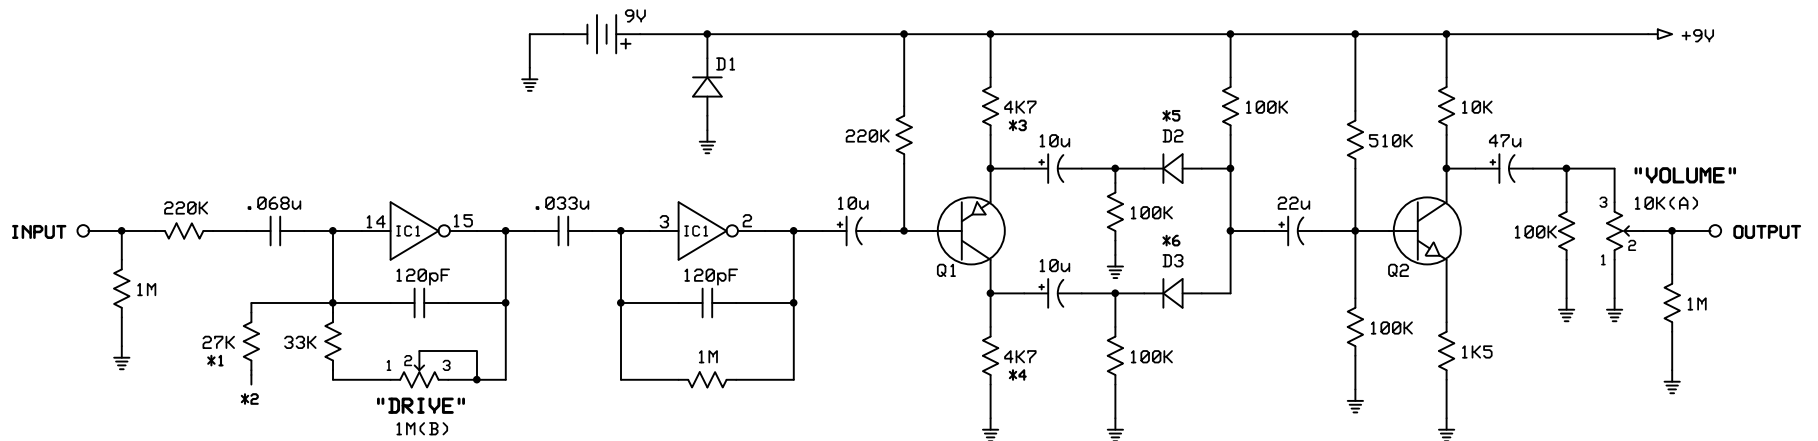 9V
+
+9V
D1
4K7
*3
100K
10K
*5
D2
220K
10u
510K
47u
+
+
"VOLUME"
10K(A)
.068u
.033u
10u
100K
22u
3
220K
INPUT
14
IC1
15
3
IC1
2
+
+
100K
2
OUTPUT
*6
D3
1
120pF
120pF
Q1
10u
Q2
1M
+
1M
27K
*1
33K
100K
1K5
1
2
3
1M
4K7
*4
100K
*2
"DRIVE"
1M(B)